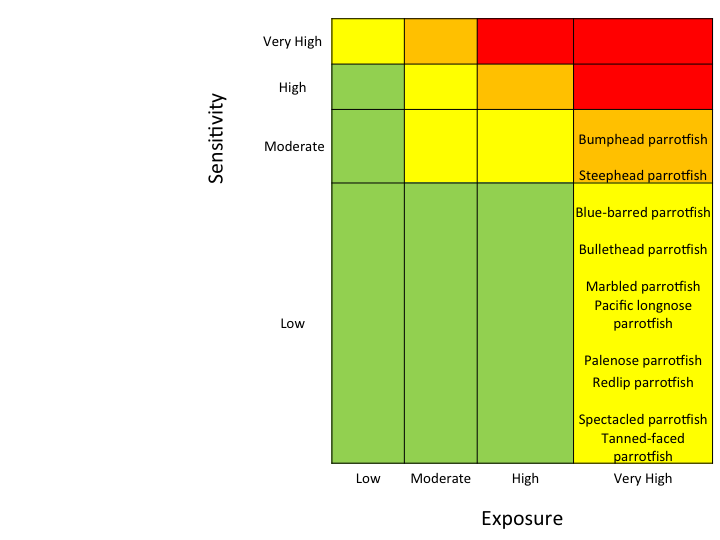 Very High
High
Sensitivity
Moderate
Bumphead parrotfish
Steephead parrotfish
Blue-barred parrotfish
Bullethead parrotfish
Marbled parrotfish
Pacific longnose
parrotfish
Low
Palenose parrotfish
Redlip parrotfish
Spectacled parrotfish
Tanned-faced
parrotfish
Low Moderate High Very High
Exposure